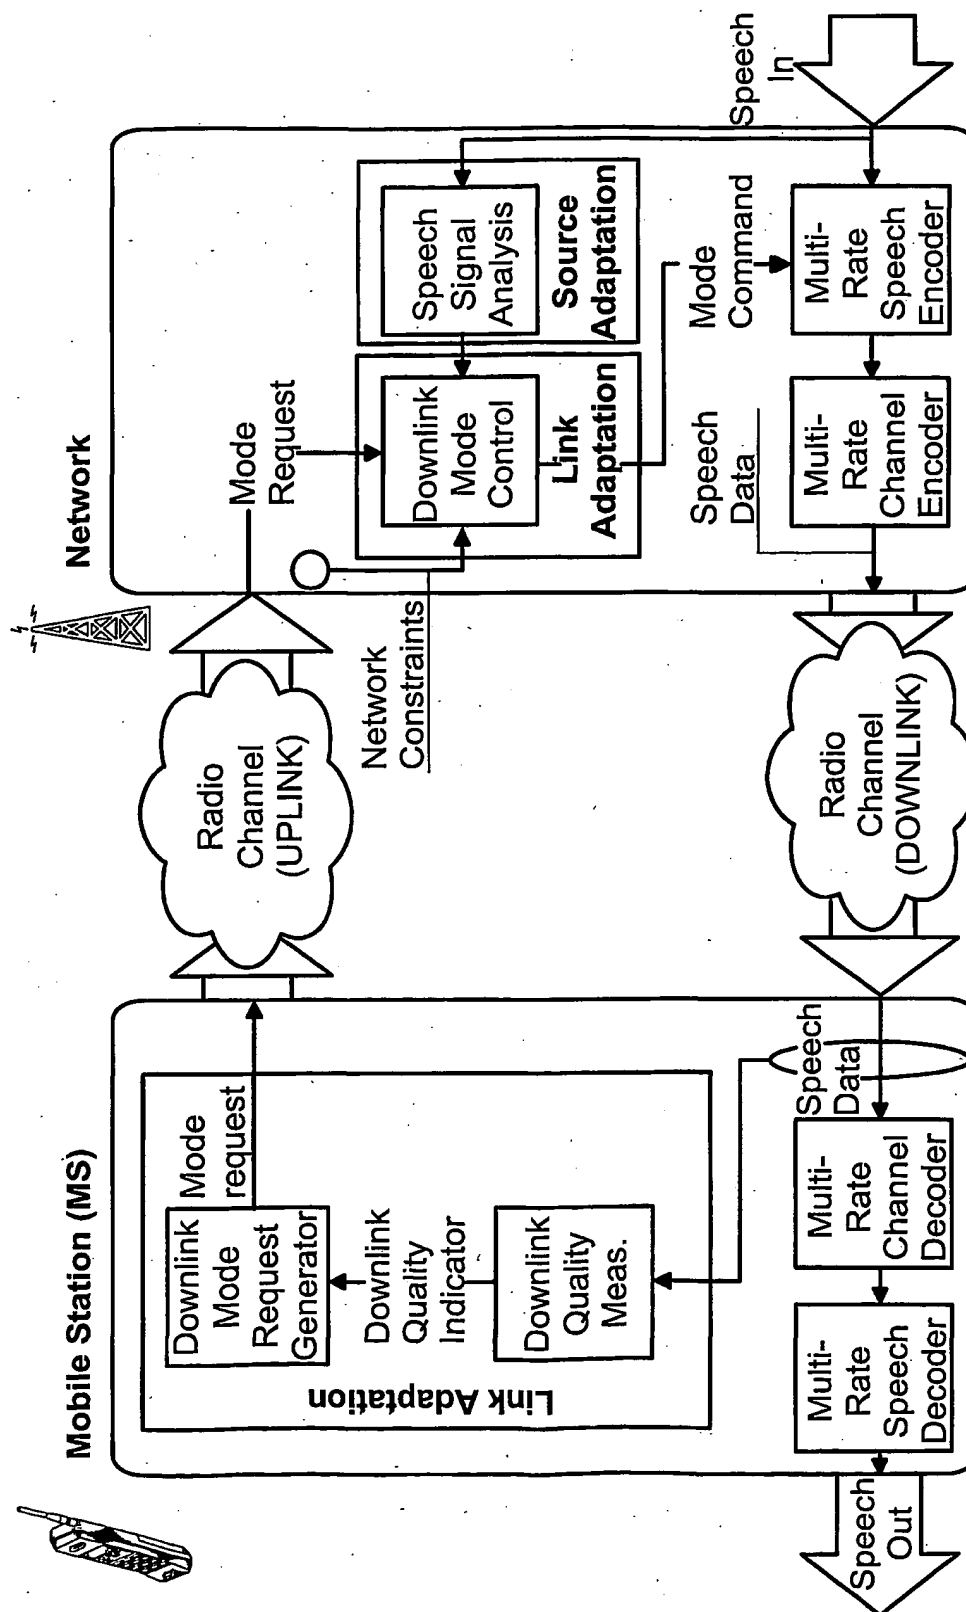 Mobile Station (MS)
Network
Link Adaptation
Downlink
Mode
Request
Generator
Mode
request
Downlink
Quality
Indicator
Downlink
Quality
Meas.
Radio
Channel
(UPLINK)
Mode
Request
Network
Constraints
Downlink
Mode
Control
Link
Adaptation
Speech
Signal
Analysis
Source
Adaptation
Mode
Command
Speech
In
Speech
Out
Multi-
Rate
Speech
Decoder
Multi-
Rate
Channel
Decoder
Speech
Data
Radio
Channel
(DOWNLINK)
Speech
Data
Multi-
Rate
Channel
Encoder
Multi-
Rate
Speech
Encoder